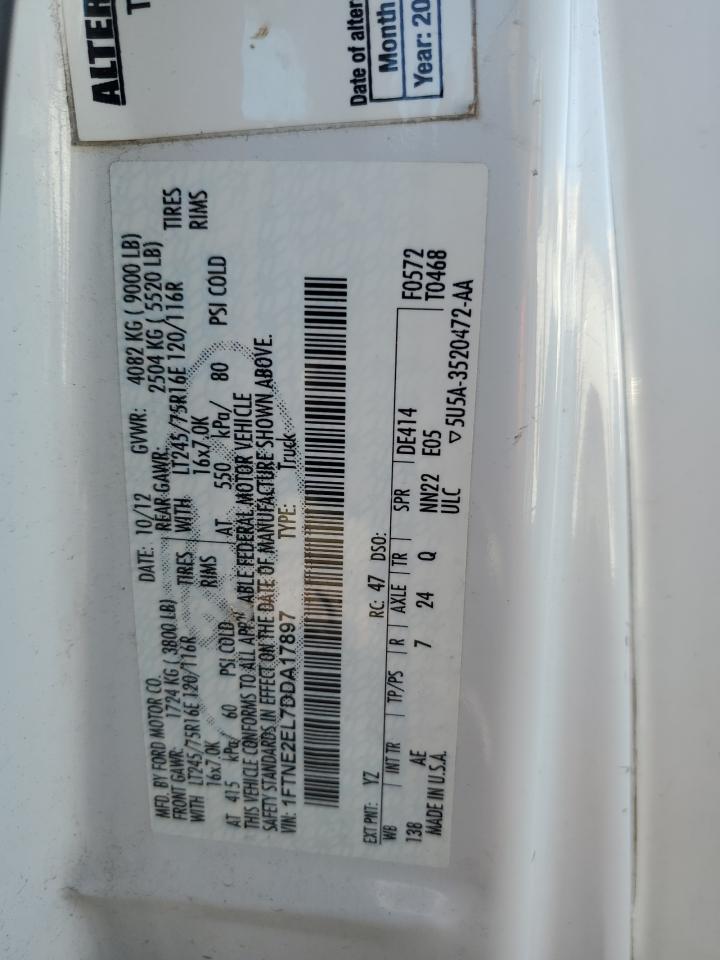 ALTER
T
Date of alter
Month
Year: 20
MFD. BY FORD MOTOR CO. DATE: 10/12 GVWR: 4082 KG ( 9000 LB)
FRONT GAWR: 1724 KG ( 3800 LB) REAR GAWR: 2504 KG ( 5520 LB)
WITH LT245/75R16E 120/116R TIRES WITH LT245/75R16E 120/116R TIRES
16x7.0K RIMS 16x7.0K RIMS
AT 415 kPa/ 60 PSI COLD AT 550 kPa/ 80 PSI COLD
THIS VEHICLE CONFORMS TO ALL ABLE FEDERAL MOTOR VEHICLE
SAFETY STANDARDS IN EFFECT ON THE DATE OF MANUFACTURE SHOWN ABOVE.
VIN: 1FTNE2EL7DDA17897 TYPE: Truck
F0572
T0468
EXT PNT: YZ RC: 47 DSO:
WB INT TR TP/PS R AXLE TR SPR DE414
138 AE 7 24 Q NN22 E05
MADE IN U.S.A. ULC
▽ 5U5A-3520472-AA